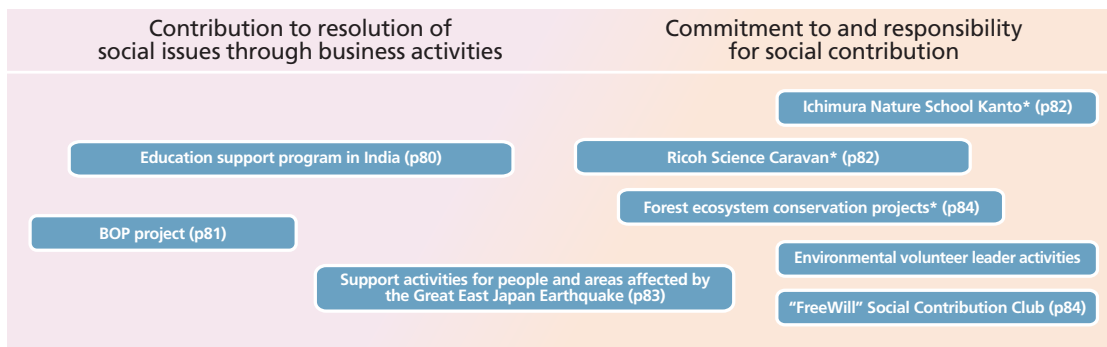 Contribution to resolution of
social issues through business activities
Commitment to and responsibility
for social contribution
Ichimura Nature School Kanto* (p82)
Education support program in India (p80)
Ricoh Science Caravan* (p82)
Forest ecosystem conservation projects* (p84)
BOP project (p81)
Environmental volunteer leader activities
Support activities for people and areas affected by
the Great East Japan Earthquake (p83)
“FreeWill” Social Contribution Club (p84)